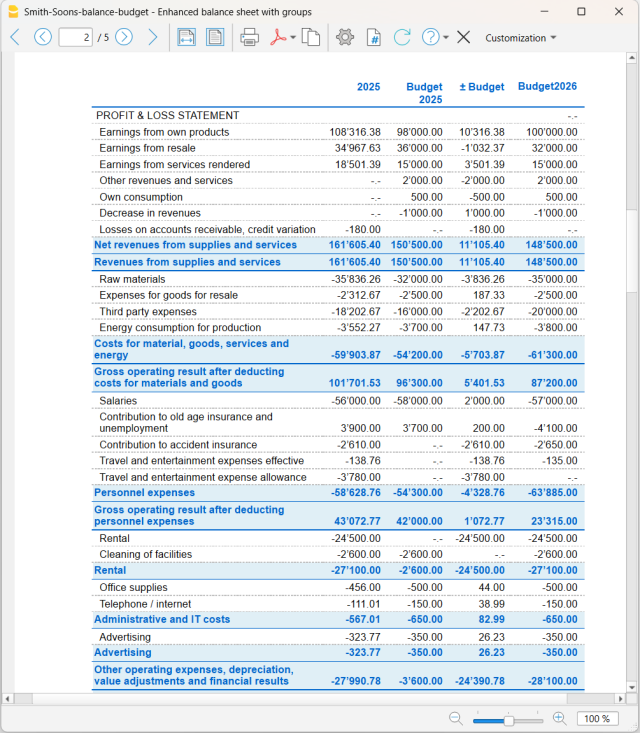 Smith-Soons-balance-budget - Enhanced balance sheet with groups
2 / 5 Customization
2025 Budget 2025 ± Budget Budget2026
PROFIT & LOSS STATEMENT -.-
Earnings from own products 108'316.38 98'000.00 10'316.38 100'000.00
Earnings from resale 34'967.63 36'000.00 -1'032.37 32'000.00
Earnings from services rendered 18'501.39 15'000.00 3'501.39 15'000.00
Other revenues and services -.- 2'000.00 -2'000.00 2'000.00
Own consumption -.- 500.00 -500.00 500.00
Decrease in revenues -.- -1'000.00 1'000.00 -1'000.00
Losses on accounts receivable, credit variation -180.00 -.- -180.00 -.-
Net revenues from supplies and services 161'605.40 150'500.00 11'105.40 148'500.00
Revenues from supplies and services 161'605.40 150'500.00 11'105.40 148'500.00
Raw materials -35'836.26 -32'000.00 -3'836.26 -35'000.00
Expenses for goods for resale -2'312.67 -2'500.00 187.33 -2'500.00
Third party expenses -18'202.67 -16'000.00 -2'202.67 -20'000.00
Energy consumption for production -3'552.27 -3'700.00 147.73 -3'800.00
Costs for material, goods, services and
energy -59'903.87 -54'200.00 -5'703.87 -61'300.00
Gross operating result after deducting
costs for materials and goods 101'701.53 96'300.00 5'401.53 87'200.00
Salaries -56'000.00 -58'000.00 2'000.00 -57'000.00
Contribution to old age insurance and
unemployment 3'900.00 3'700.00 200.00 -4'100.00
Contribution to accident insurance -2'610.00 -.- -2'610.00 -2'650.00
Travel and entertainment expenses effective -138.76 -.- -138.76 -135.00
Travel and entertainment expense allowance -3'780.00 -.- -3'780.00 -.-
Personnel expenses -58'628.76 -54'300.00 -4'328.76 -63'885.00
Gross operating result after deducting
personnel expenses 43'072.77 42'000.00 1'072.77 23'315.00
Rental -24'500.00 -.- -24'500.00 -24'500.00
Cleaning of facilities -2'600.00 -2'600.00 -.- -2'600.00
Rental -27'100.00 -2'600.00 -24'500.00 -27'100.00
Office supplies -456.00 -500.00 44.00 -500.00
Telephone / internet -111.01 -150.00 38.99 -150.00
Administrative and IT costs -567.01 -650.00 82.99 -650.00
Advertising -323.77 -350.00 26.23 -350.00
Advertising -323.77 -350.00 26.23 -350.00
Other operating expenses, depreciation,
value adjustments and financial results -27'990.78 -3'600.00 -24'390.78 -28'100.00
100 %